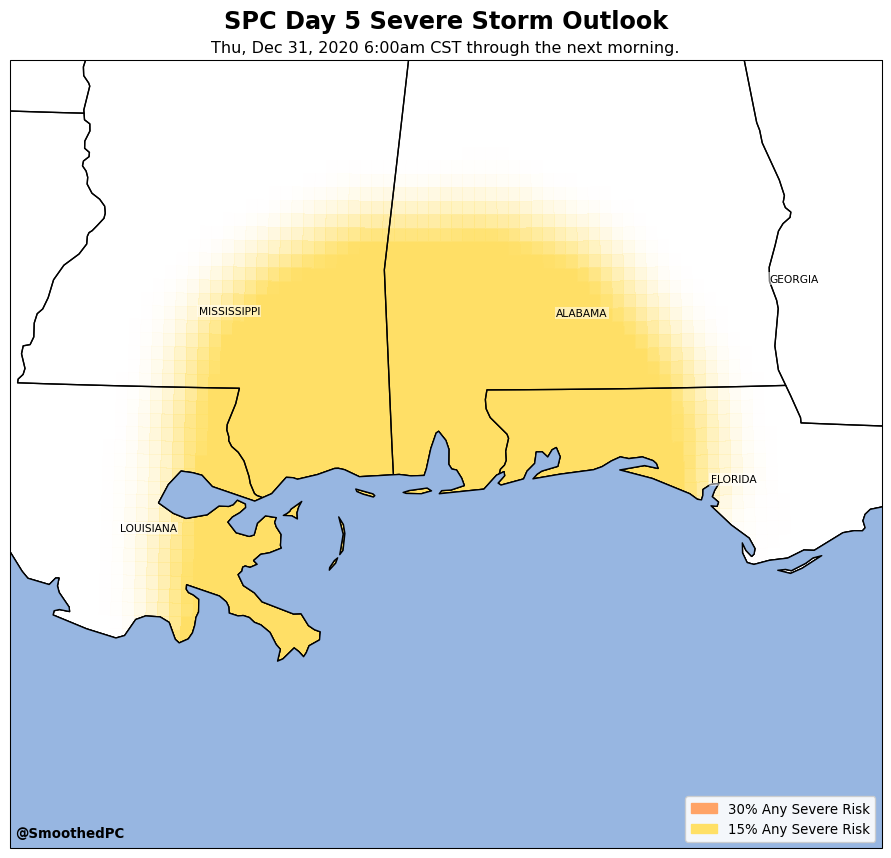 SPC Day 5 Severe Storm Outlook
Thu, Dec 31, 2020 6:00am CST through the next morning.
GEORGIA
MISSISSIPPI
ALABAMA
FLORIDA
LOUISIANA
30% Any Severe Risk
15% Any Severe Risk
@SmoothedPC